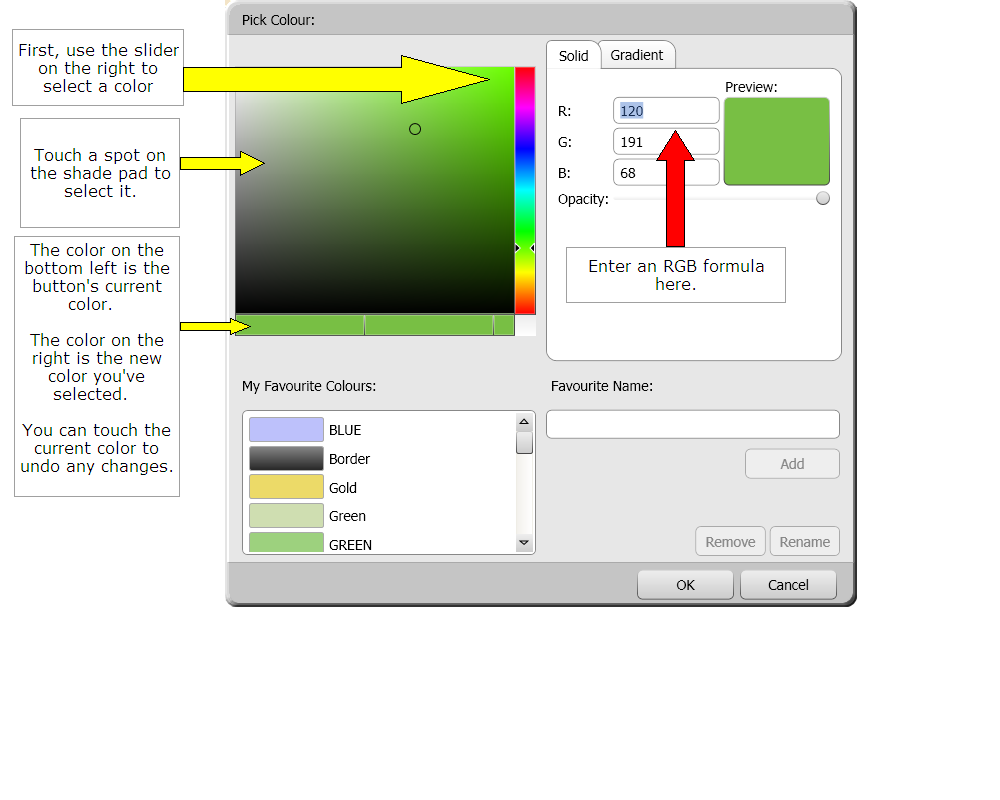 Pick Colour:
First, use the slider
on the right to
select a color
Touch a spot on
the shade pad to
select it.
The color on the
bottom left is the
button's current
color.
The color on the
right is the new
color you've
selected.
You can touch the
current color to
undo any changes.
Solid
Gradient
Preview:
R:
120
G:
191
B:
68
Opacity:
Enter an RGB formula
here.
My Favourite Colours:
BLUE
Border
Gold
Green
GREEN
Favourite Name:
Add
Remove
Rename
OK
Cancel